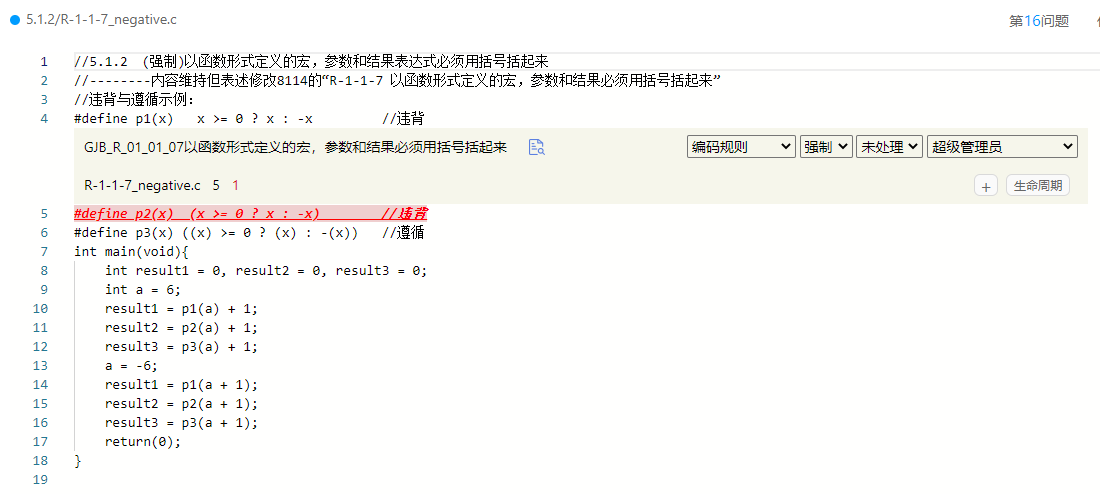 5.1.2/R-1-1-7_negative.c 第16问题
1 //5.1.2 (强制)以函数形式定义的宏，参数和结果表达式必须用括号括起来
2 //--------内容维持但表述修改8114的“R-1-1-7 以函数形式定义的宏，参数和结果必须用括号括起来”
3 //违背与遵循示例：
4 #define p1(x) x >= 0 ? x : -x //违背
GJB_R_01_01_07以函数形式定义的宏，参数和结果必须用括号括起来 编码规则 强制 未处理 超级管理员
R-1-1-7_negative.c 5 1 + 生命周期
5 #define p2(x) (x >= 0 ? x : -x) //违背
6 #define p3(x) ((x) >= 0 ? (x) : -(x)) //遵循
7 int main(void){
8 int result1 = 0, result2 = 0, result3 = 0;
9 int a = 6;
10 result1 = p1(a) + 1;
11 result2 = p2(a) + 1;
12 result3 = p3(a) + 1;
13 a = -6;
14 result1 = p1(a + 1);
15 result2 = p2(a + 1);
16 result3 = p3(a + 1);
17 return(0);
18 }
19